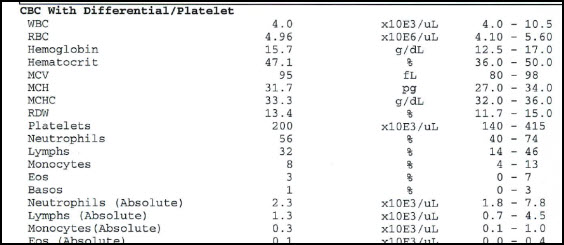 CBC With Differential/Platelet
WBC 4.0 x10E3/uL 4.0 - 10.5
RBC 4.96 x10E6/uL 4.10 - 5.60
Hemoglobin 15.7 g/dL 12.5 - 17.0
Hematocrit 47.1 % 36.0 - 50.0
MCV 95 fL 80 - 98
MCH 31.7 pg 27.0 - 34.0
MCHC 33.3 g/dL 32.0 - 36.0
RDW 13.4 % 11.7 - 15.0
Platelets 200 x10E3/uL 140 - 415
Neutrophils 56 % 40 - 74
Lymphs 32 % 14 - 46
Monocytes 8 % 4 - 13
Eos 3 % 0 - 7
Basos 1 % 0 - 3
Neutrophils (Absolute) 2.3 x10E3/uL 1.8 - 7.8
Lymphs (Absolute) 1.3 x10E3/uL 0.7 - 4.5
Monocytes(Absolute) 0.3 x10E3/uL 0.1 - 1.0
Eos (Absolute) 0.1 x10E3/uL 0.0 - 0.4